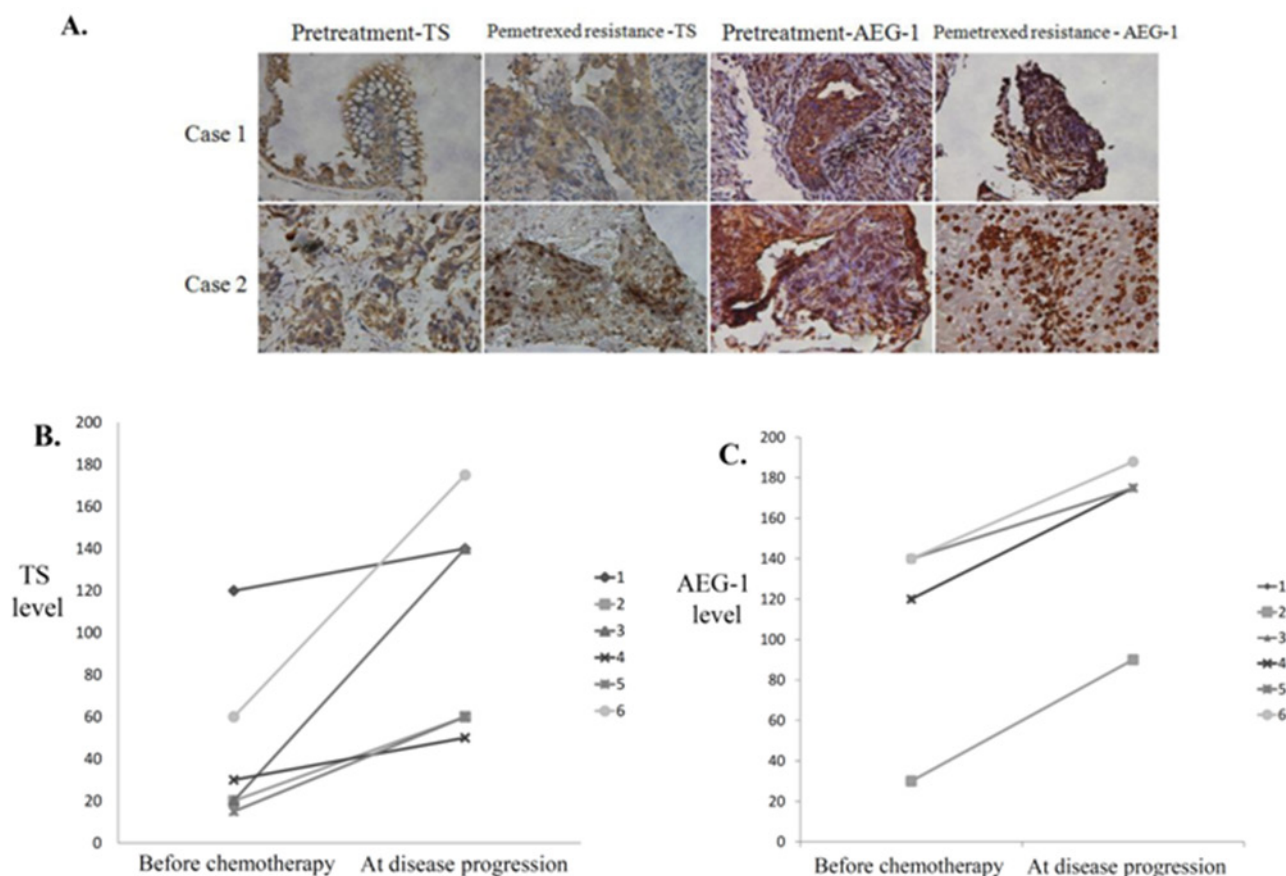 A.
Pretreatment-TS Pemetrexed resistance -TS Pretreatment-AEG-1 Pemetrexed resistance - AEG-1
Case 1
Case 2
B.
200
180
160
140
120
100
80
60
40
20
0
TS
level
Before chemotherapy At disease progression
1
2
3
4
5
6
C.
200
180
160
140
120
100
80
60
40
20
0
AEG-1
level
Before chemotherapy At disease progression
1
2
3
4
5
6